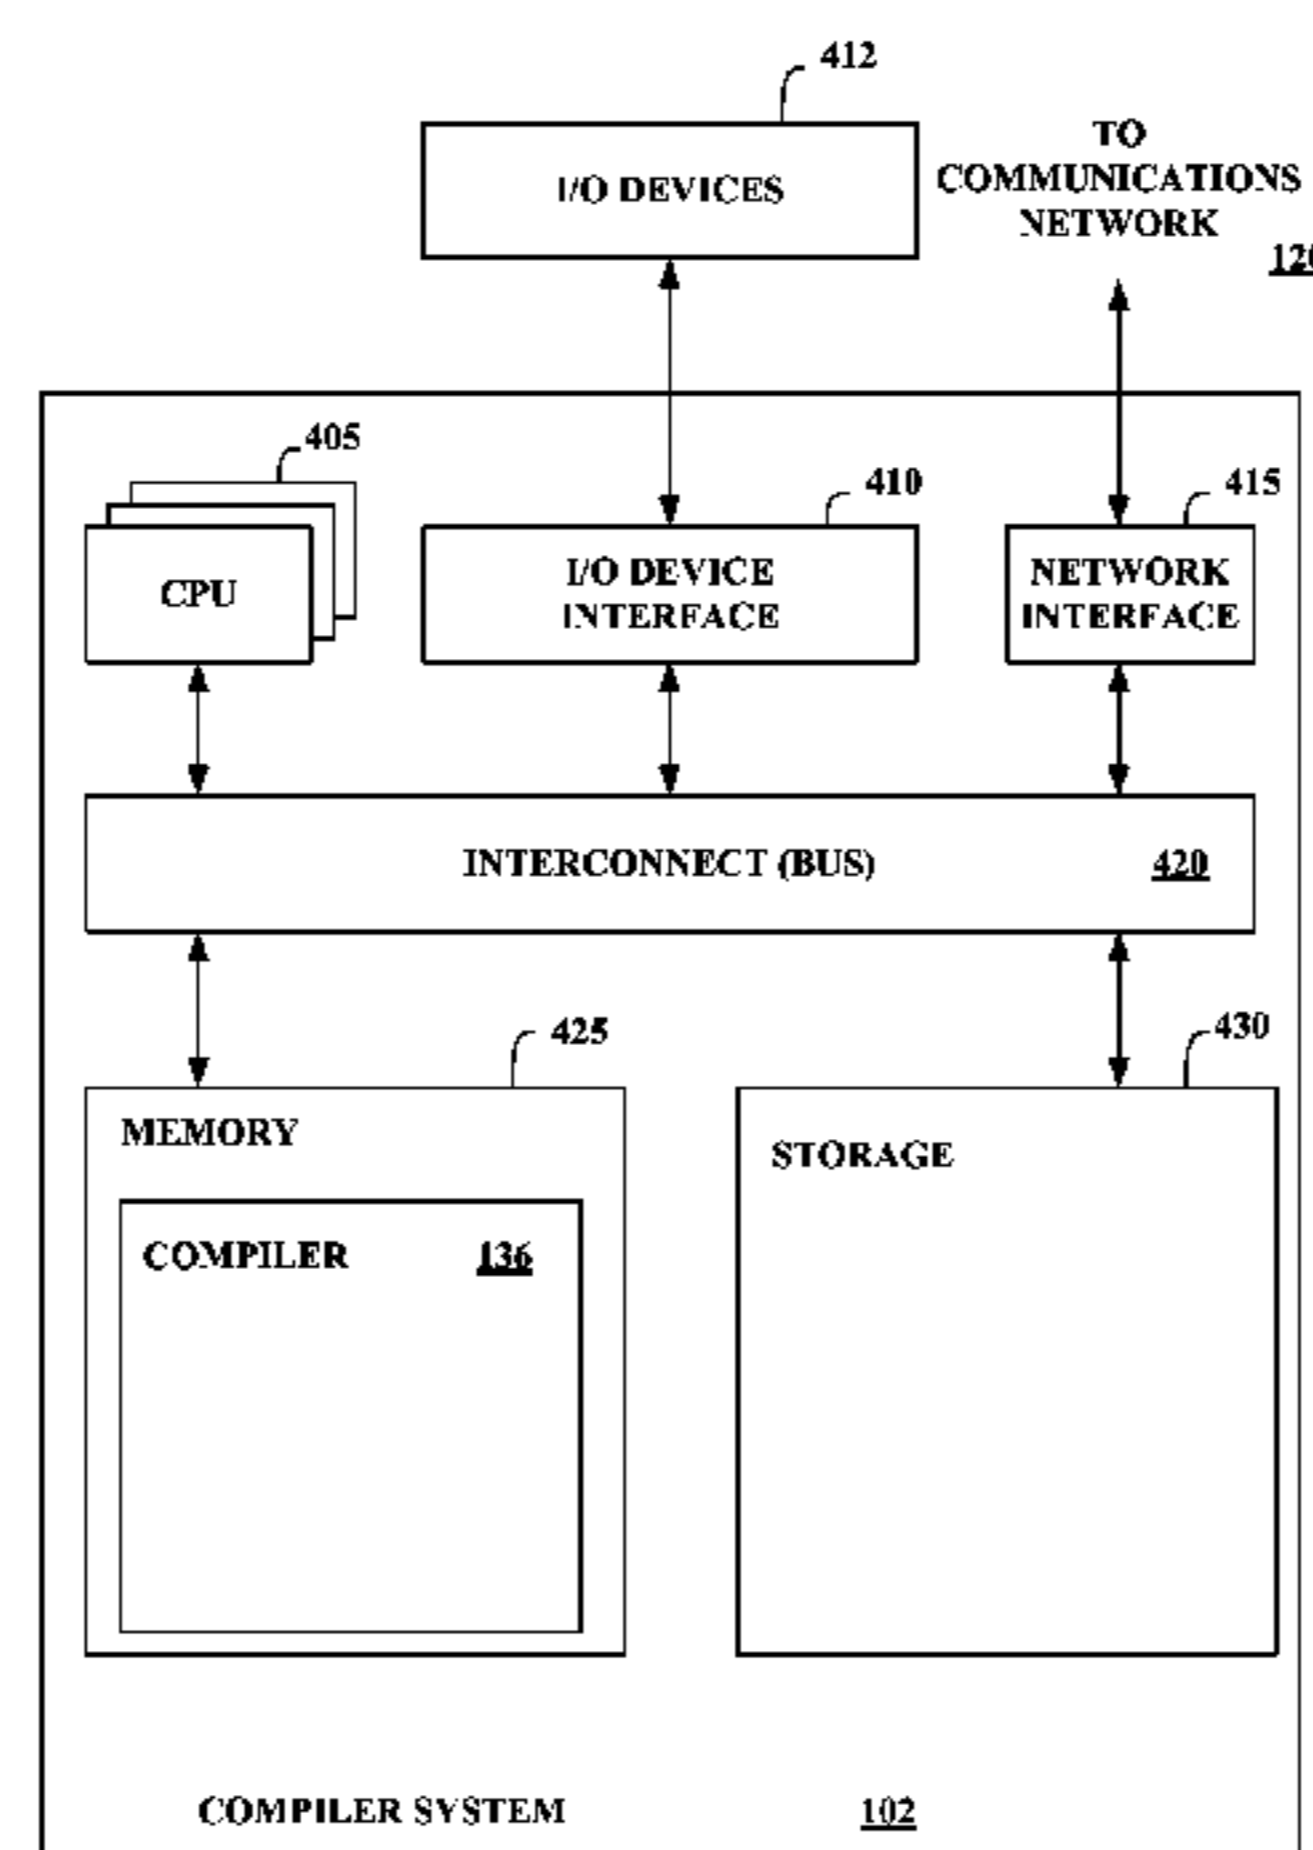 412
I/O DEVICES
TO
COMMUNICATIONS
NETWORK
120
405
410
415
CPU
I/O DEVICE
INTERFACE
NETWORK
INTERFACE
INTERCONNECT (BUS)
420
425
430
MEMORY
STORAGE
COMPILER
136
COMPILER SYSTEM
102